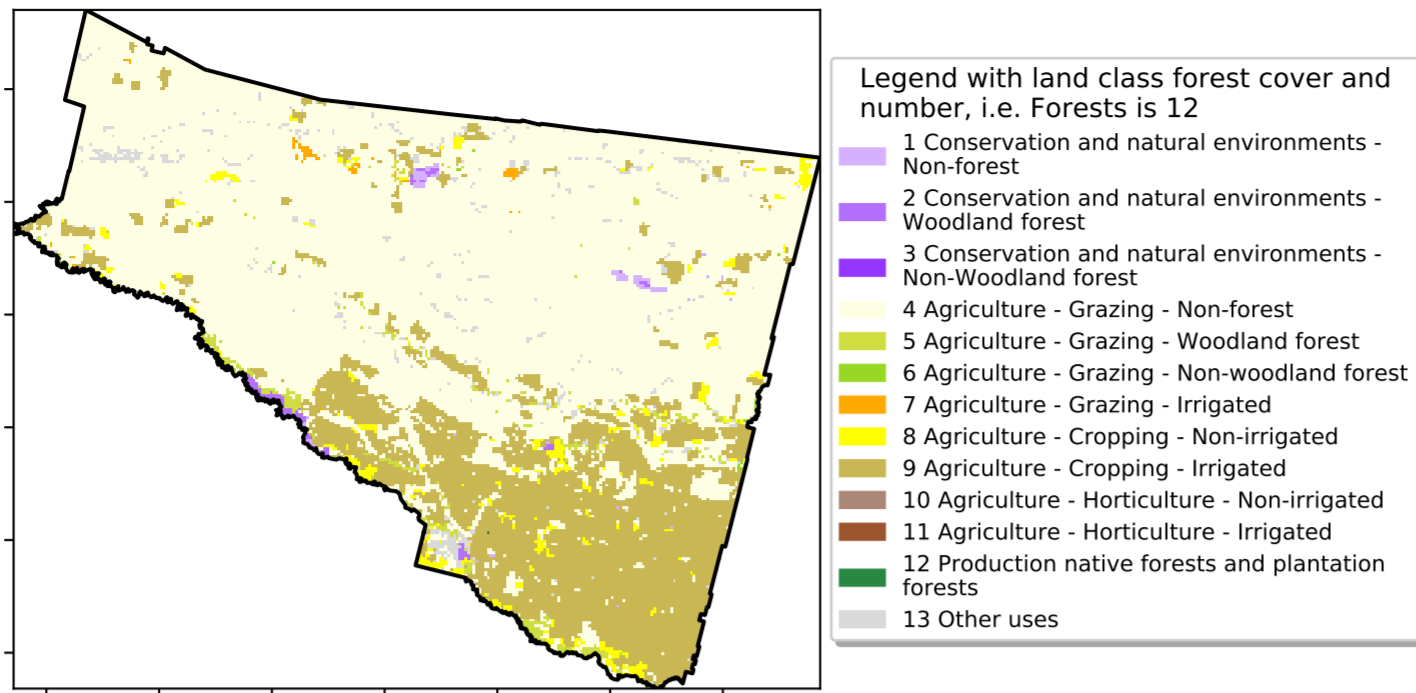 Legend with land class forest cover and
number, i.e. Forests is 12
1 Conservation and natural environments -
Non-forest
2 Conservation and natural environments -
Woodland forest
3 Conservation and natural environments -
Non-Woodland forest
4 Agriculture - Grazing - Non-forest
5 Agriculture - Grazing - Woodland forest
6 Agriculture - Grazing - Non-woodland forest
7 Agriculture - Grazing - Irrigated
8 Agriculture - Cropping - Non-irrigated
9 Agriculture - Cropping - Irrigated
10 Agriculture - Horticulture - Non-irrigated
11 Agriculture - Horticulture - Irrigated
12 Production native forests and plantation
forests
13 Other uses